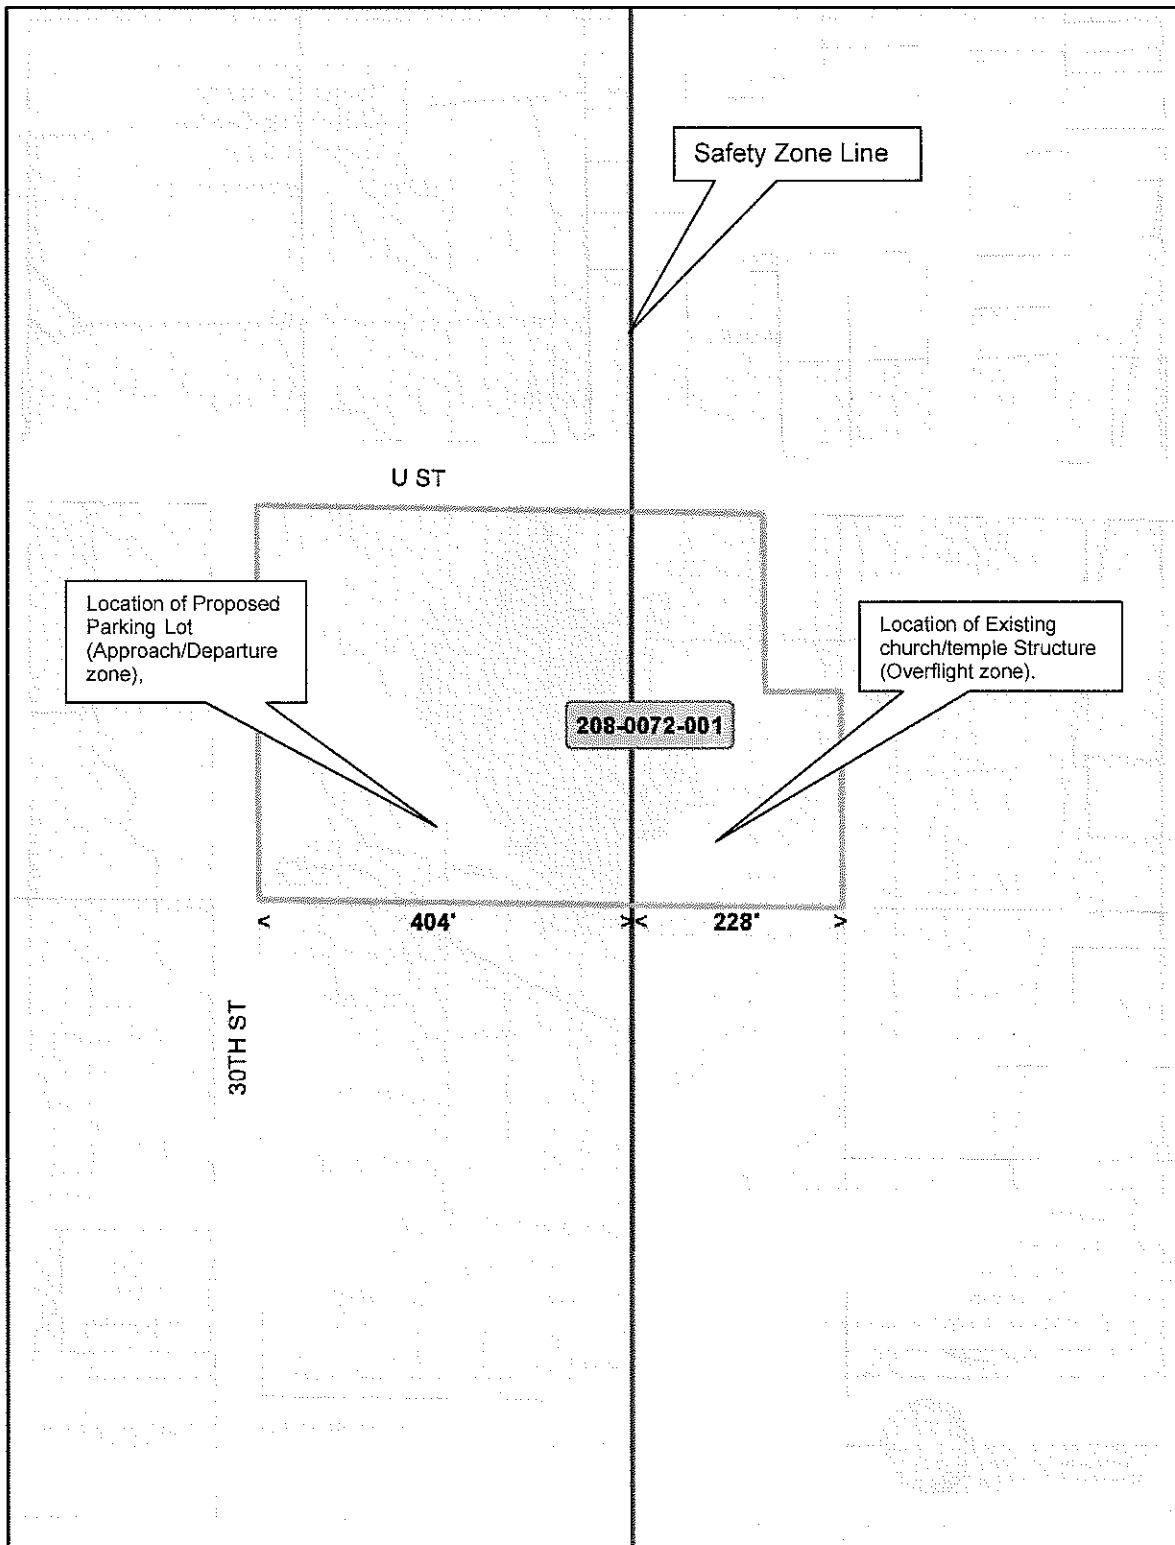 Safety Zone Line
U ST
Location of Proposed
Parking Lot
(Approach/Departure
zone),
Location of Existing
church/temple Structure
(Overflight zone).
208-0072-001
< 404' >< 228' >
30TH ST